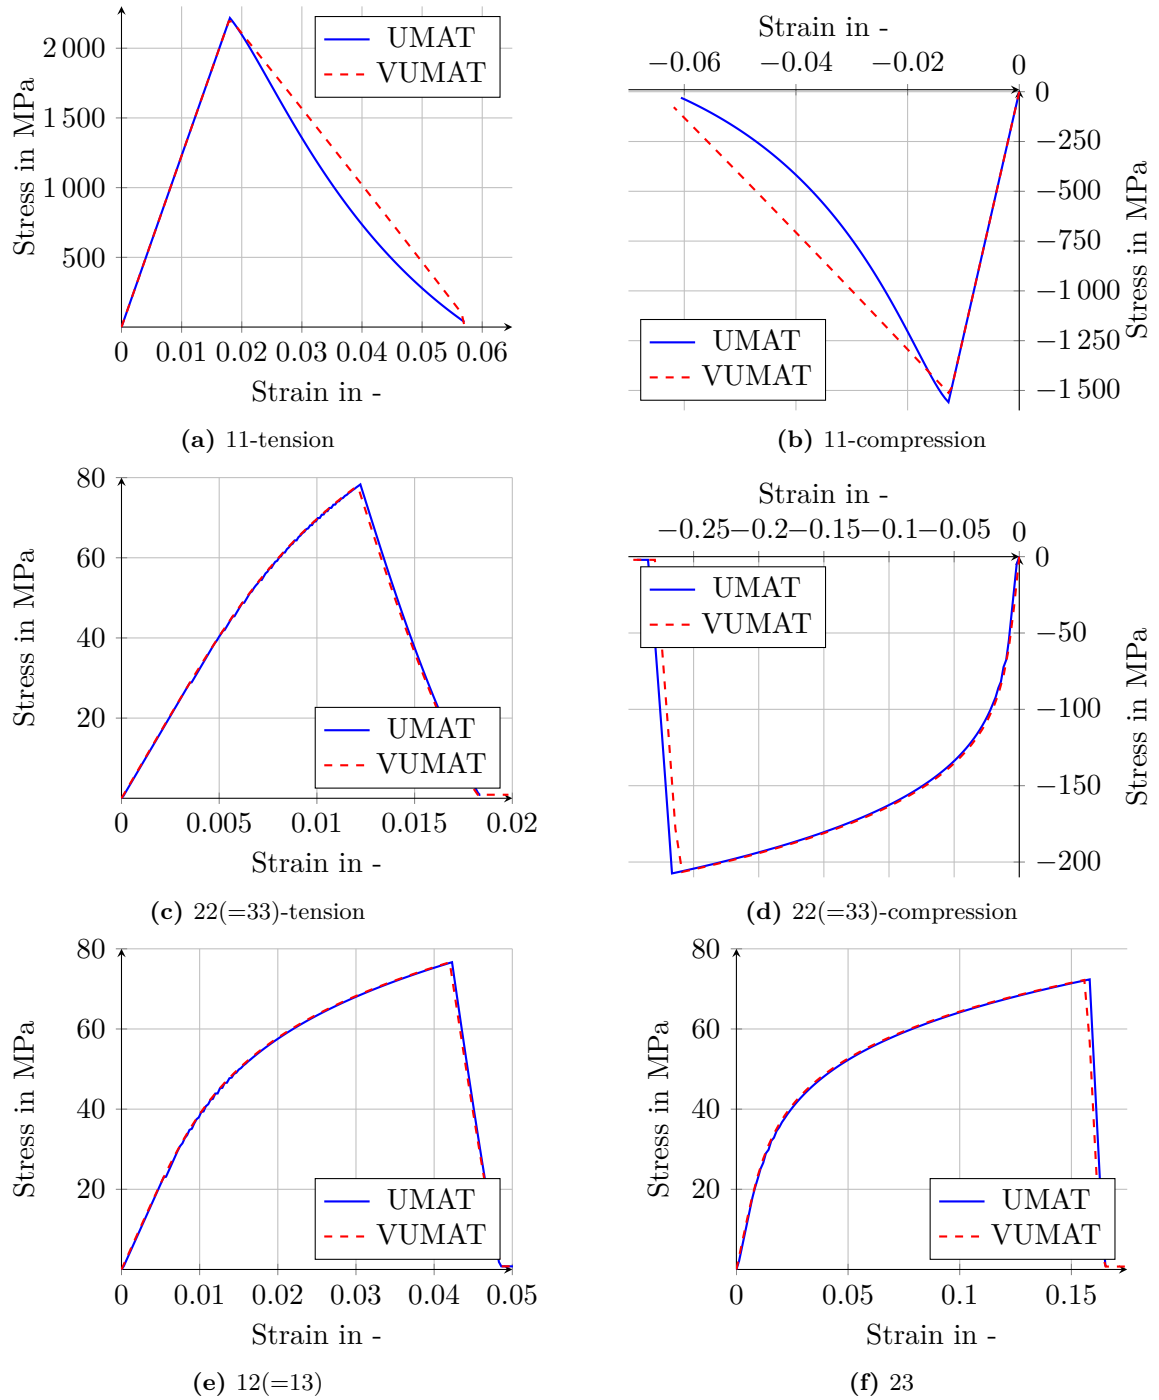 2 000
1 500
1 000
500
0 0.01 0.02 0.03 0.04 0.05 0.06
Stress in MPa
Strain in -
UMAT
VUMAT
(a) 11-tension
Strain in -
−0.06 −0.04 −0.02 0
0
−250
−500
−750
−1 000
−1 250
−1 500
Stress in MPa
UMAT
VUMAT
(b) 11-compression
80
60
40
20
0 0.005 0.01 0.015 0.02
Stress in MPa
Strain in -
UMAT
VUMAT
(c) 22(=33)-tension
Strain in -
−0.25 −0.2 −0.15 −0.1 −0.05 0
0
−50
−100
−150
−200
Stress in MPa
UMAT
VUMAT
(d) 22(=33)-compression
80
60
40
20
0 0.01 0.02 0.03 0.04 0.05
Stress in MPa
Strain in -
UMAT
VUMAT
(e) 12(=13)
80
60
40
20
0 0.05 0.1 0.15
Stress in MPa
Strain in -
UMAT
VUMAT
(f) 23